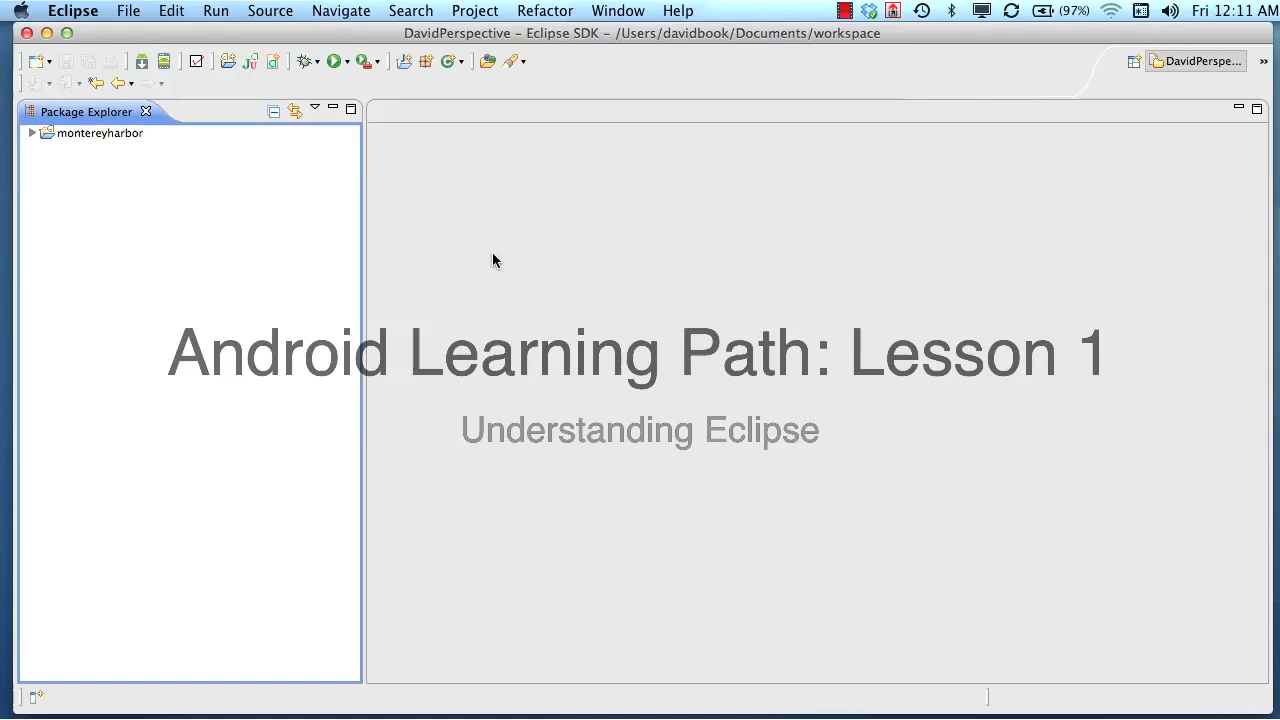 Eclipse File Edit Run Source Navigate Search Project Refactor Window Help (97%) Fri 12:11 AM
DavidPerspective – Eclipse SDK – /Users/davidbook/Documents/workspace
DavidPerspe...
Package Explorer
montereyharbor
Android Learning Path: Lesson 1
Understanding Eclipse